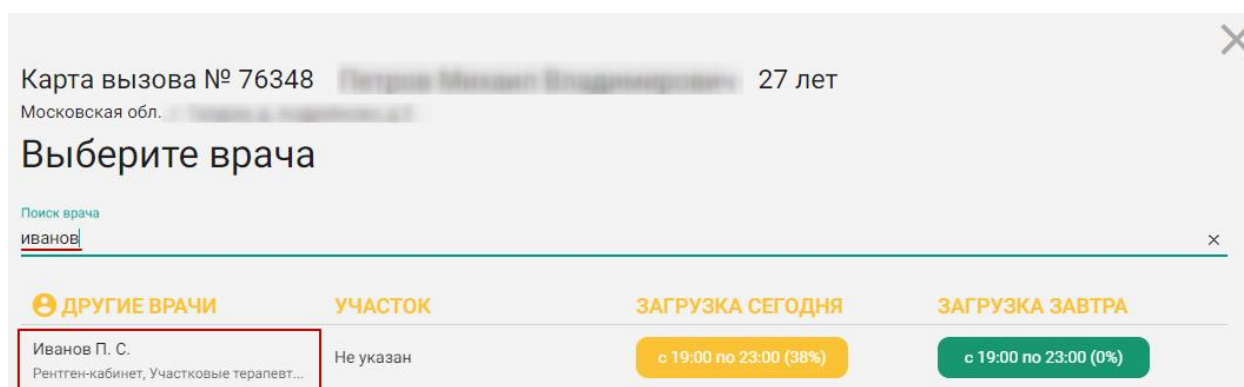 Карта вызова № 76348 27 лет
Московская обл.
Выберите врача
Поиск врача
иванов
ДРУГИЕ ВРАЧИ УЧАСТОК ЗАГРУЗКА СЕГОДНЯ ЗАГРУЗКА ЗАВТРА
Иванов П. С. Не указан с 19:00 по 23:00 (38%) с 19:00 по 23:00 (0%)
Рентген-кабинет, Участковые терапевт...